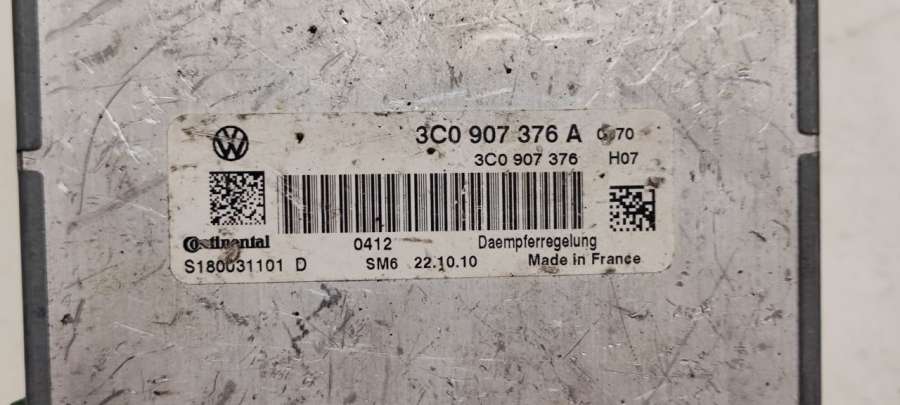 3C0 907 376 A
3C0 907 376 H07
Continental 0412 Daempferregelung
S180031101 D SM6 22.10.10 Made in France